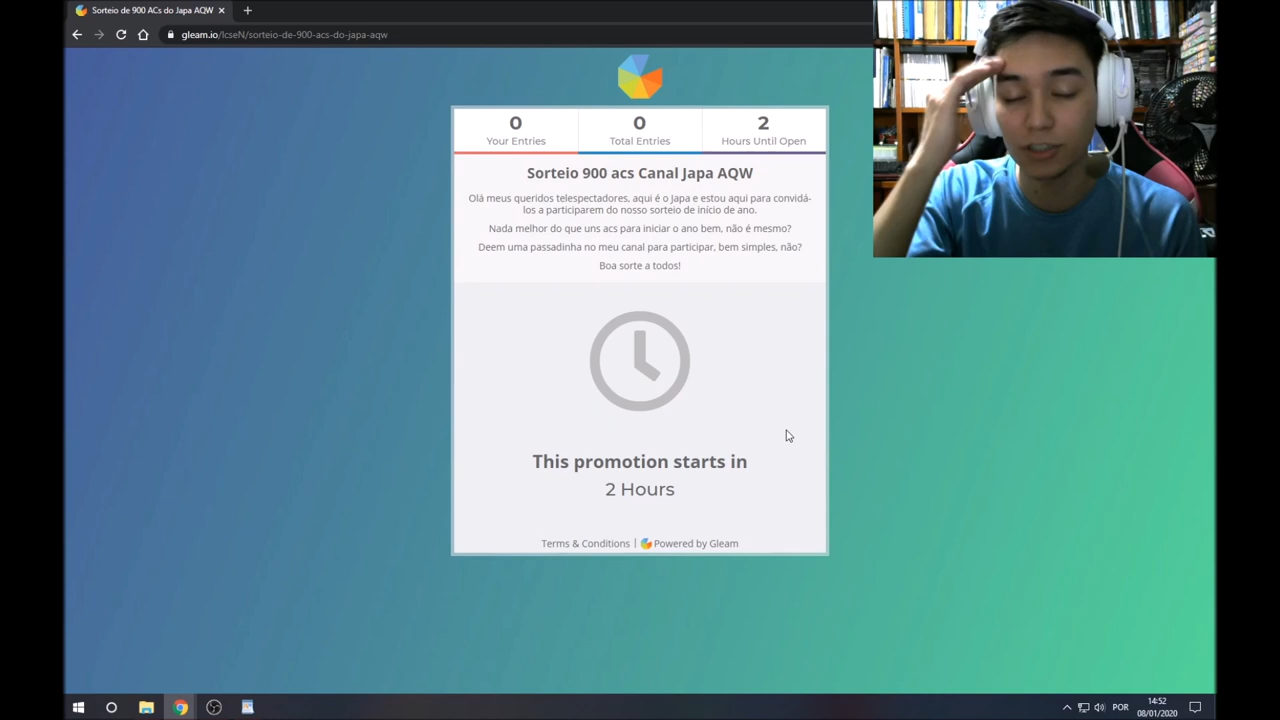 Sorteio de 900 ACs do Japa AQW
gleam.io/IcseN/sorteio-de-900-acs-do-japa-aqw
0
Your Entries
0
Total Entries
2
Hours Until Open
Sorteio 900 acs Canal Japa AQW
Olá meus queridos telespectadores, aqui é o Japa e estou aqui para convidá-
los a participarem do nosso sorteio de início de ano.
Nada melhor do que uns acs para iniciar o ano bem, não é mesmo?
Deem uma passadinha no meu canal para participar, bem simples, não?
Boa sorte a todos!
This promotion starts in
2 Hours
Terms & Conditions | Powered by Gleam
POR
14:52
08/01/2020